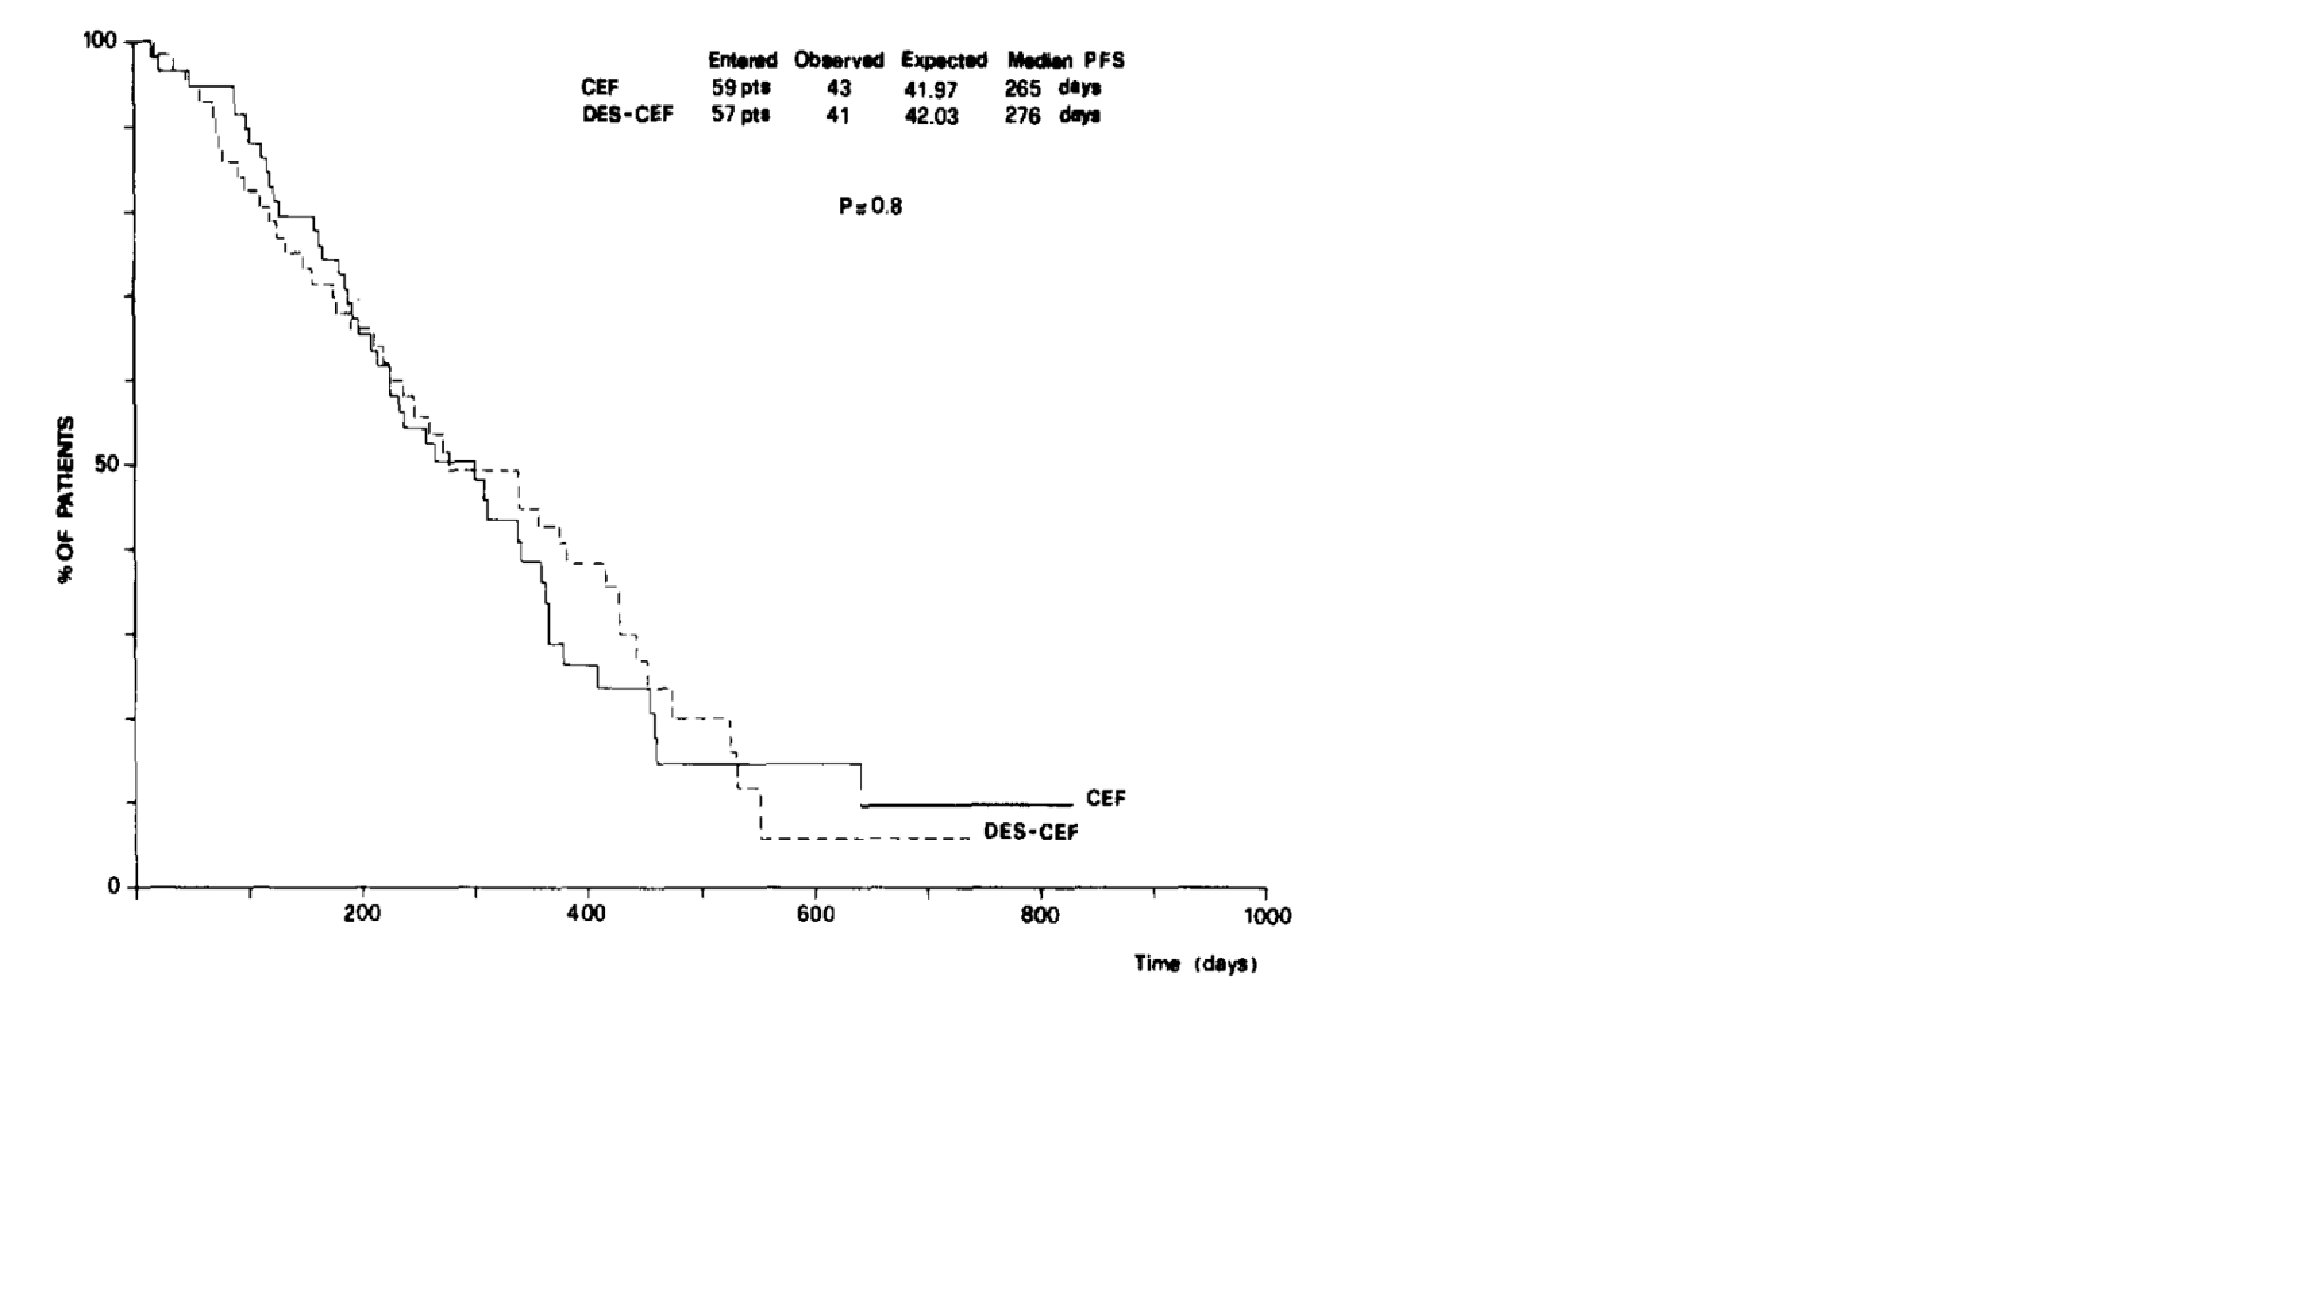 100
Entered Observed Expected Median PFS
CEF 59 pts 43 41.97 265 days
DES-CEF 57 pts 41 42.03 276 days
P=0.8
% OF PATIENTS
50
CEF
DES-CEF
0
200 400 600 800 1000
Time (days)